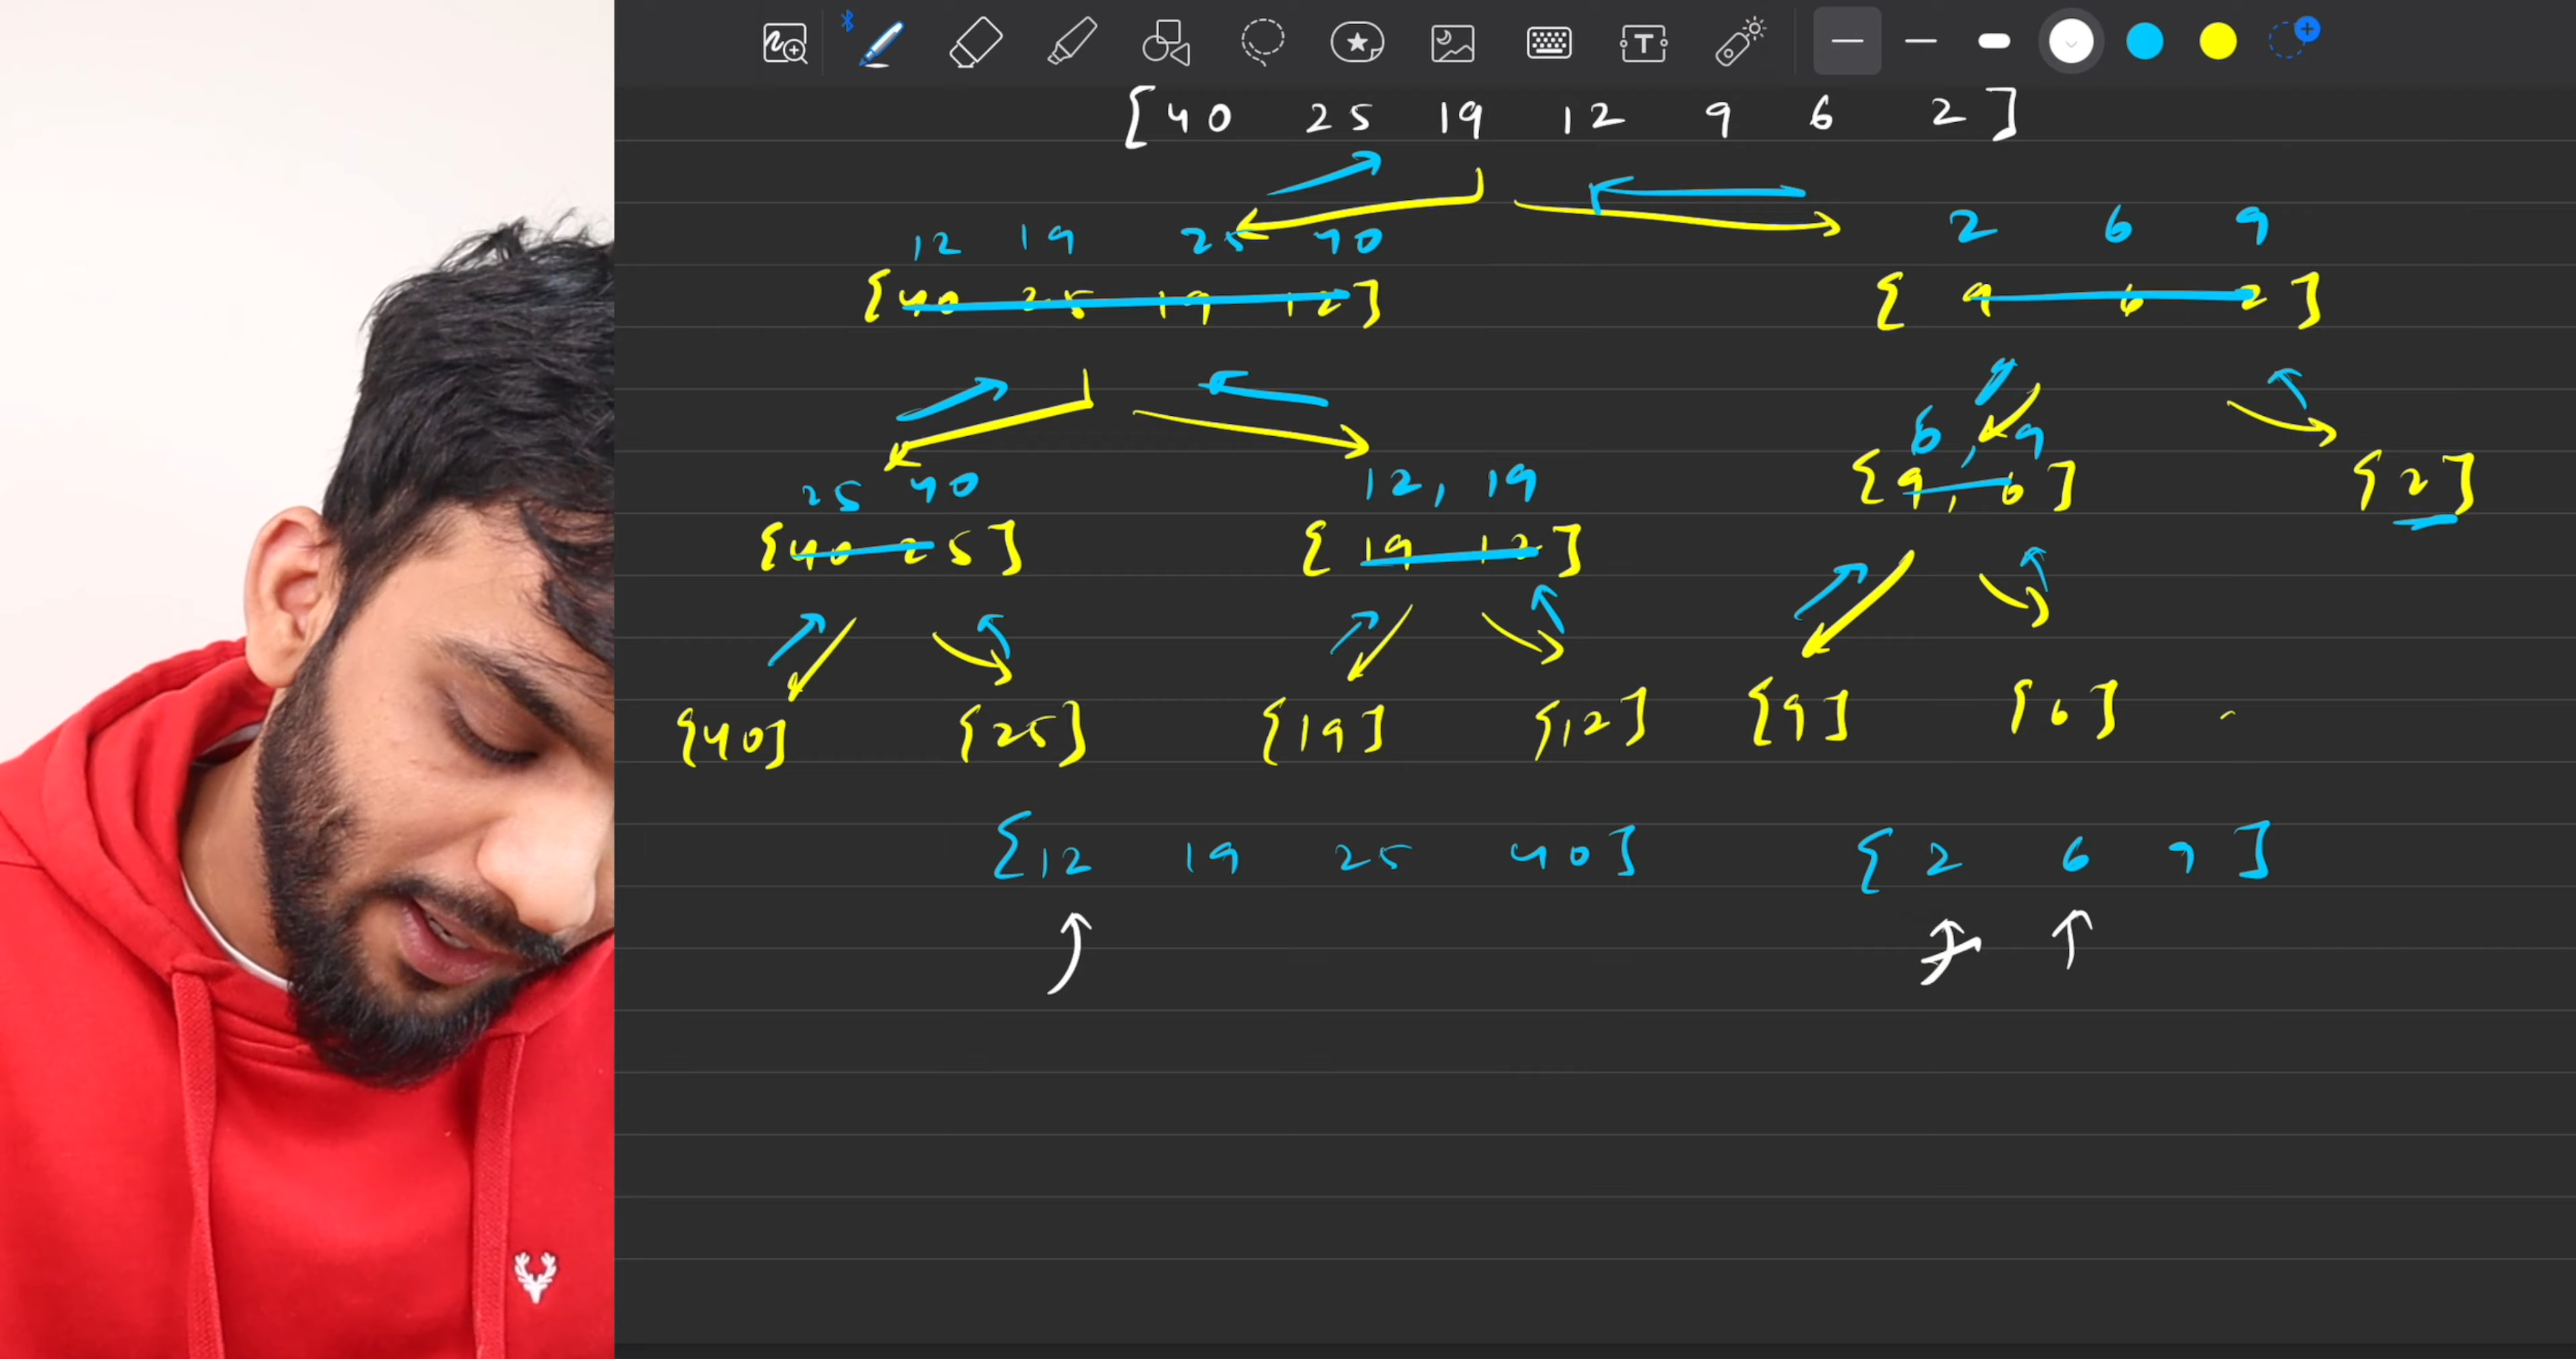 [40 25 19 12 9 6 2]
12 19 25 40 2 6 9
[40 25 19 12] [9 6 2]
25 40 12, 19 6, 9
[40 25] [19 12] [9, 6] [2]
[40] [25] [19] [12] [9] [6]
[12 19 25 40] [2 6 9]